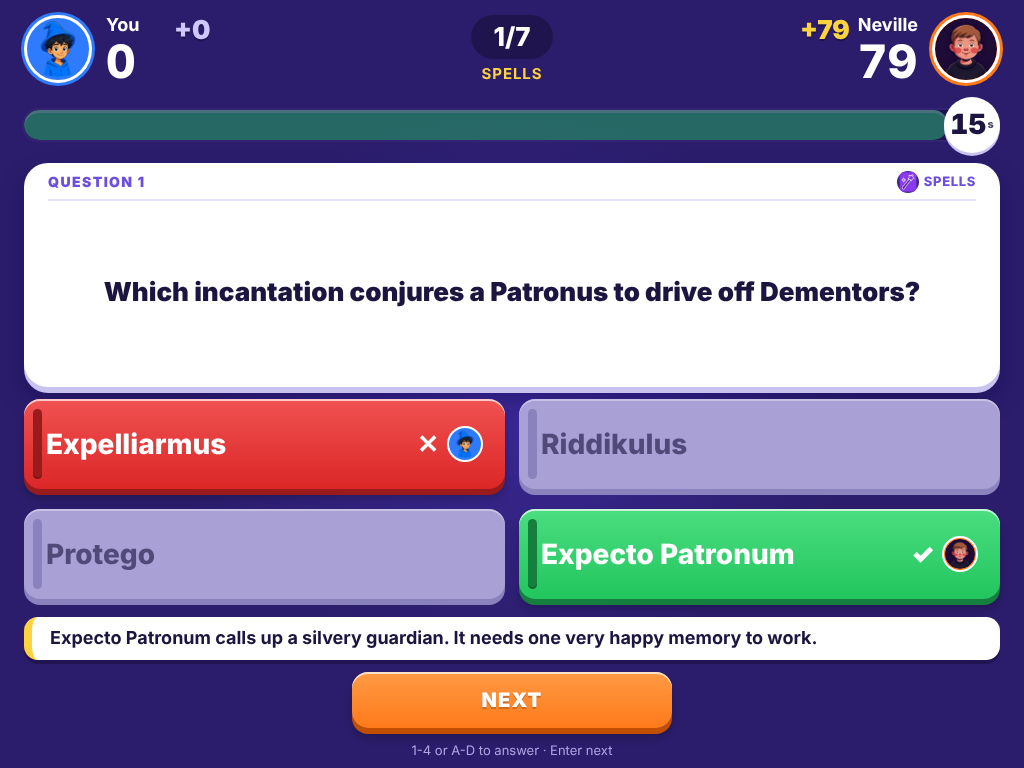 You
+0
0
1/7
SPELLS
+79
Neville
79
15s
QUESTION 1
SPELLS
Which incantation conjures a Patronus to drive off Dementors?
Expelliarmus
Riddikulus
Protego
Expecto Patronum
Expecto Patronum calls up a silvery guardian. It needs one very happy memory to work.
NEXT
1-4 or A-D to answer · Enter next